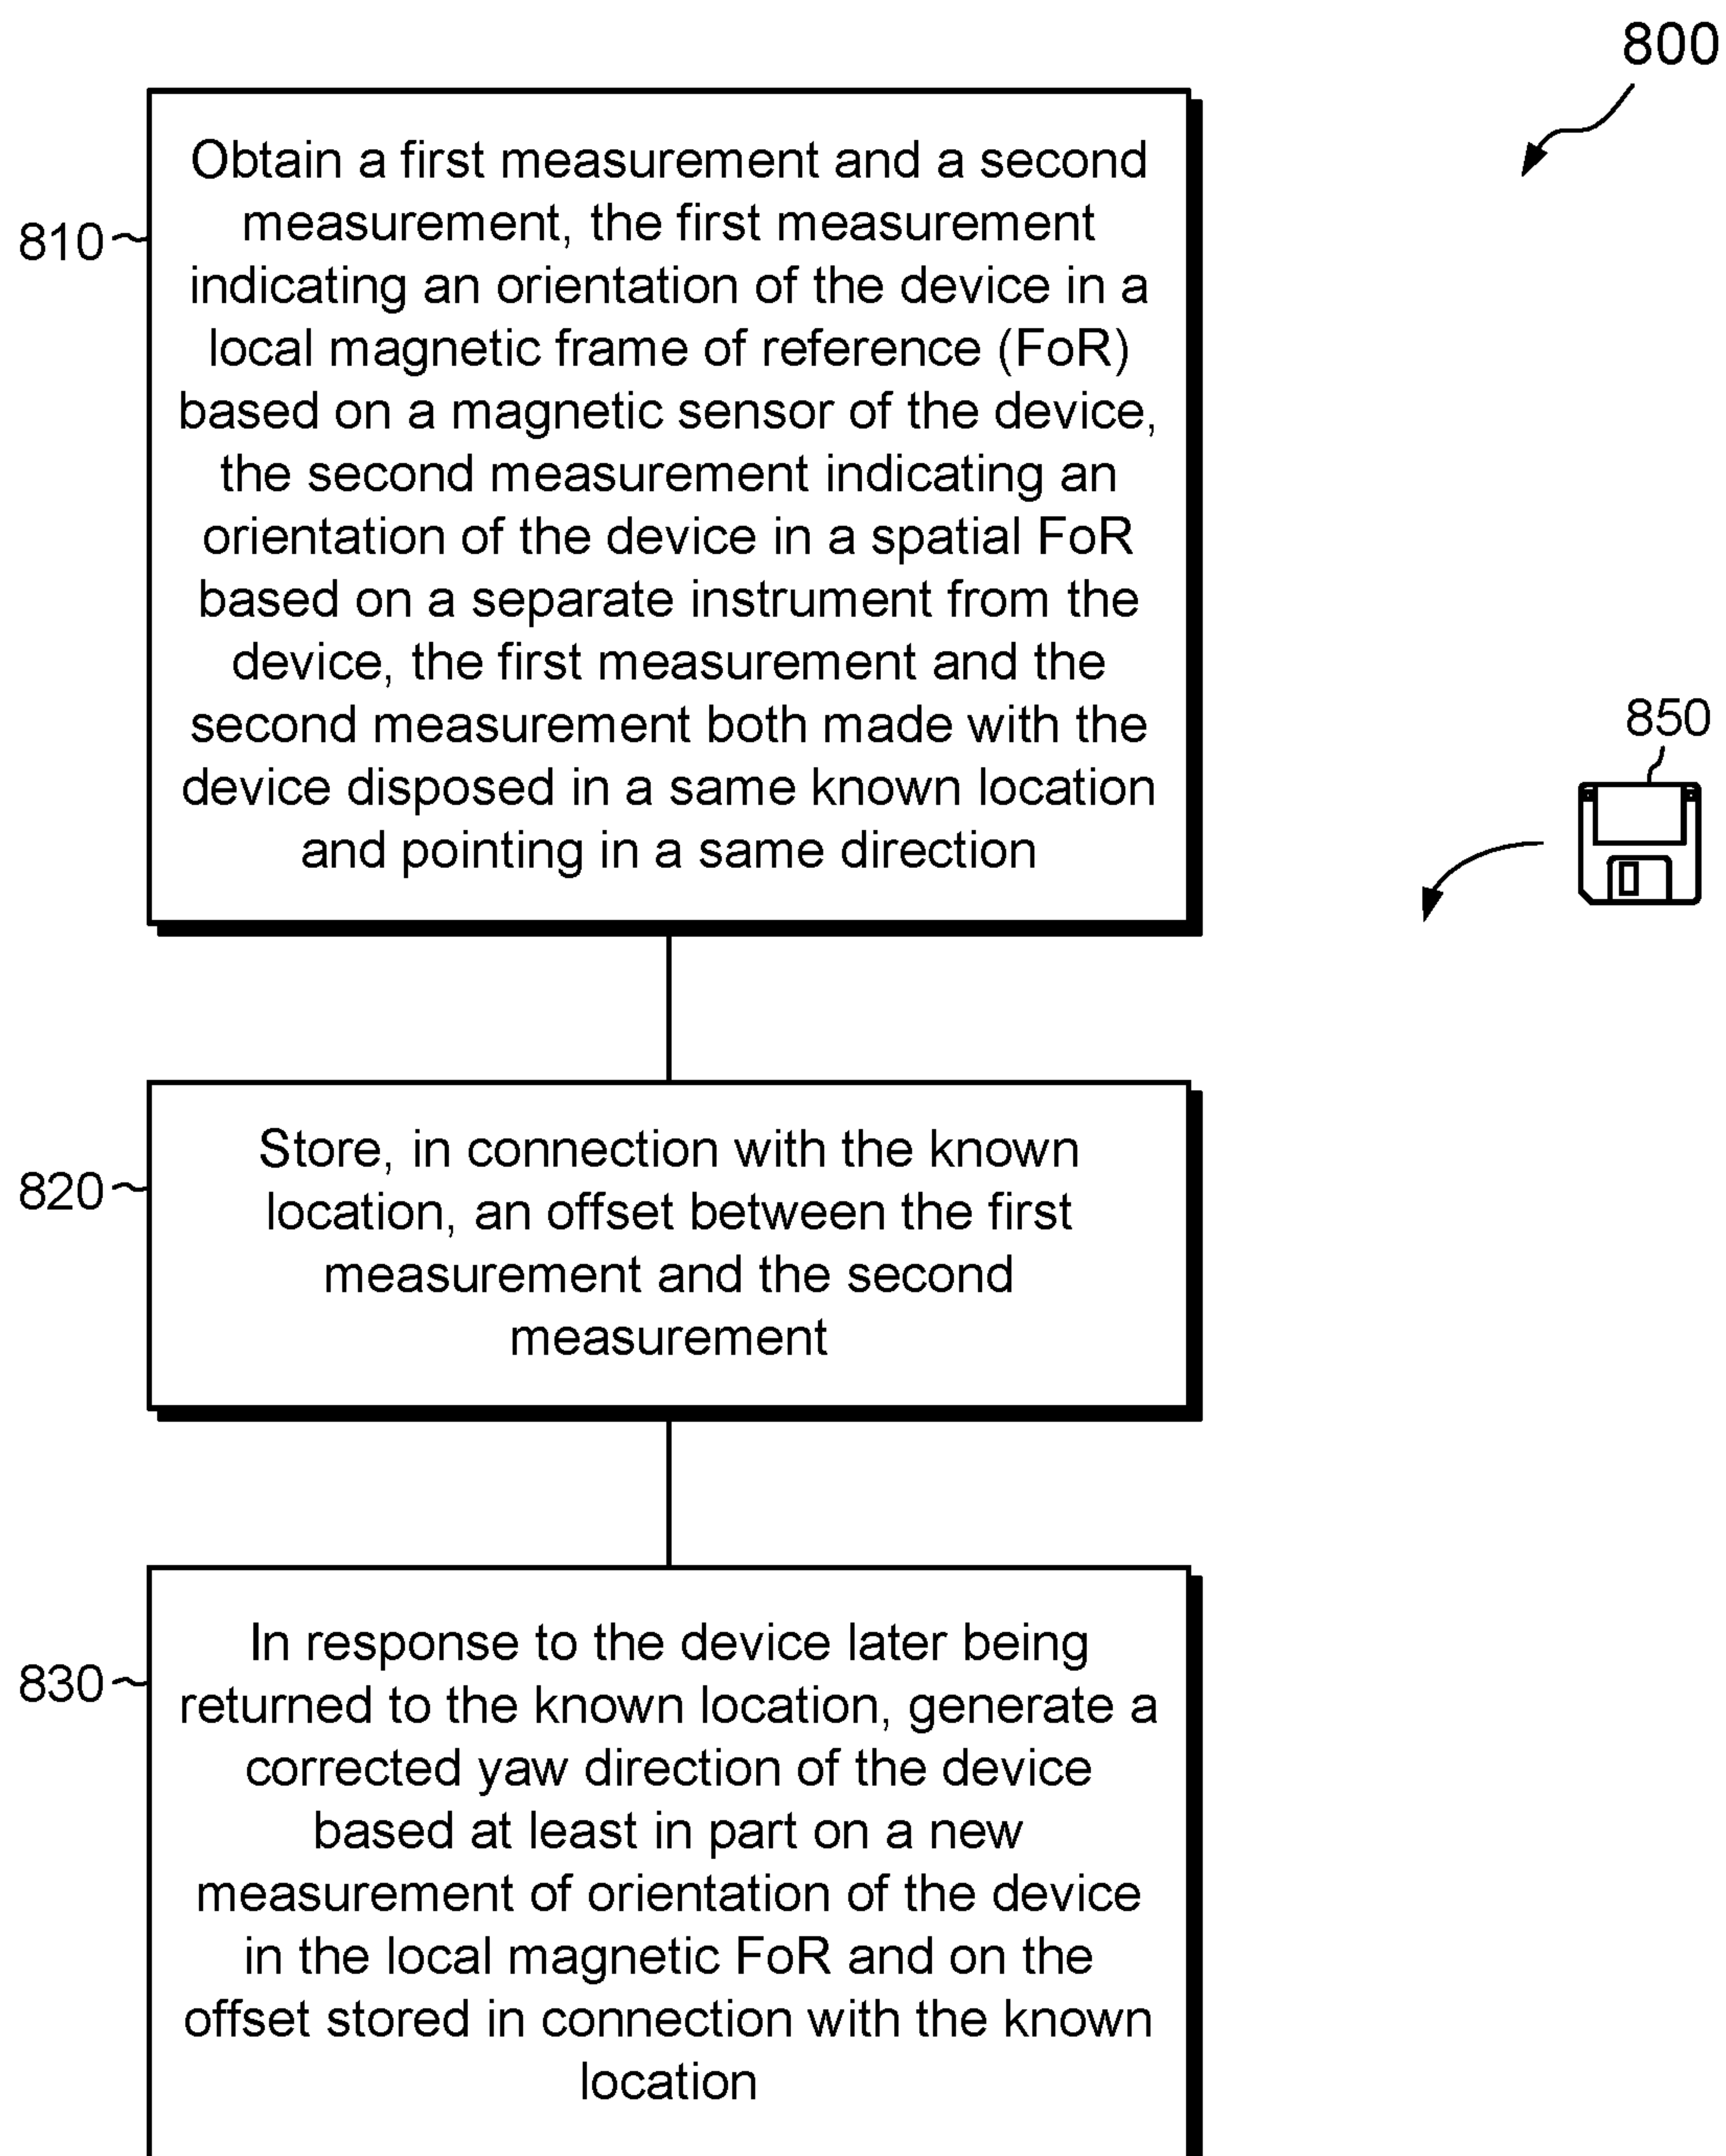 800
Obtain a first measurement and a second
measurement, the first measurement
indicating an orientation of the device in a
local magnetic frame of reference (FoR)
based on a magnetic sensor of the device,
the second measurement indicating an
orientation of the device in a spatial FoR
based on a separate instrument from the
device, the first measurement and the
second measurement both made with the
device disposed in a same known location
and pointing in a same direction
810
850
Store, in connection with the known
location, an offset between the first
measurement and the second
measurement
820
In response to the device later being
returned to the known location, generate a
corrected yaw direction of the device
based at least in part on a new
measurement of orientation of the device
in the local magnetic FoR and on the
offset stored in connection with the known
location
830